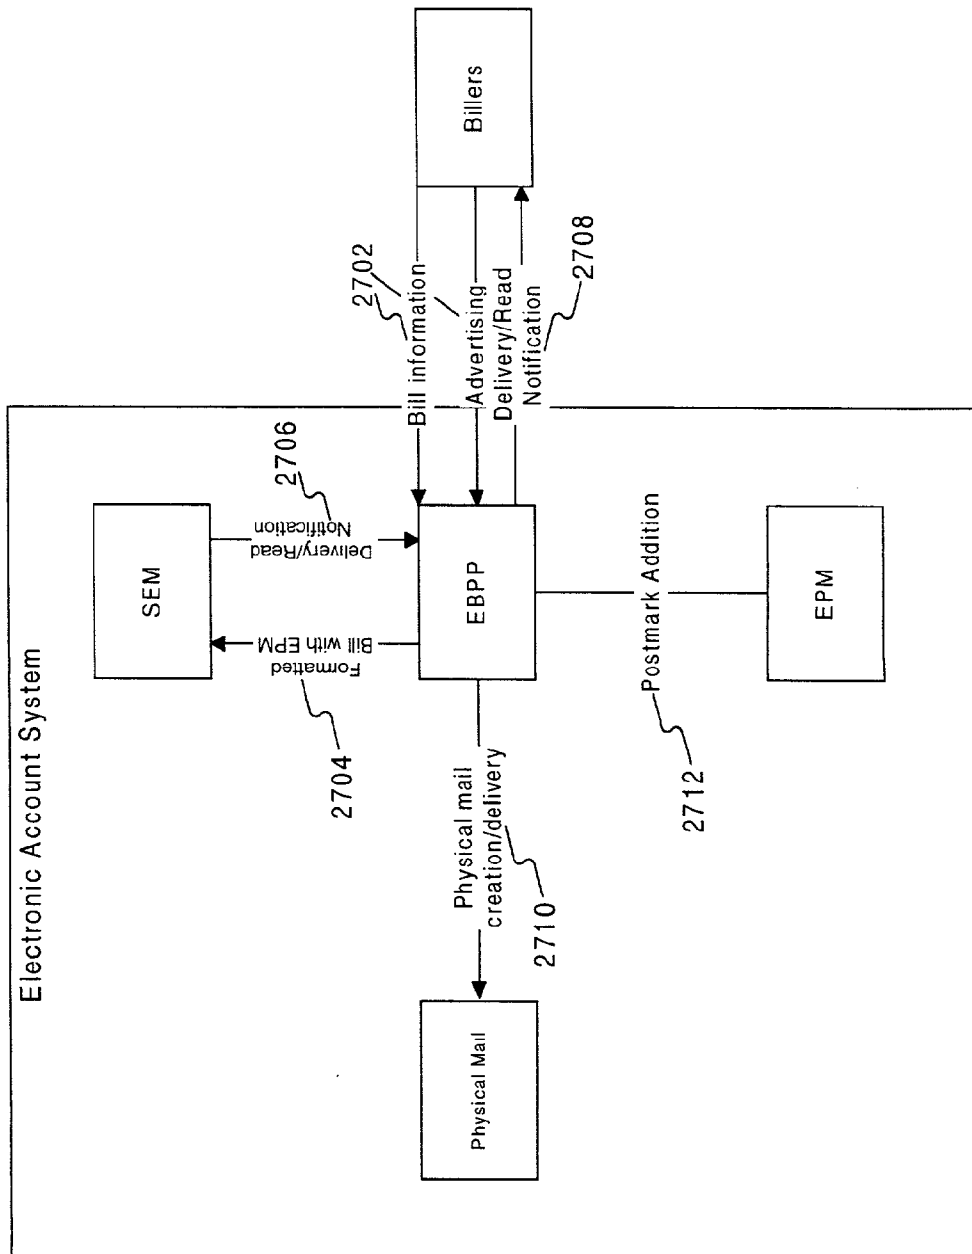 Electronic Account System
SEM
Formatted
Bill with EPM
2704
Delivery/Read
Notification
2706
Physical Mail
Physical mail
creation/delivery
2710
EBPP
Bill information
2702
Advertising
Delivery/Read
Notification
2708
Billers
Postmark Addition
2712
EPM